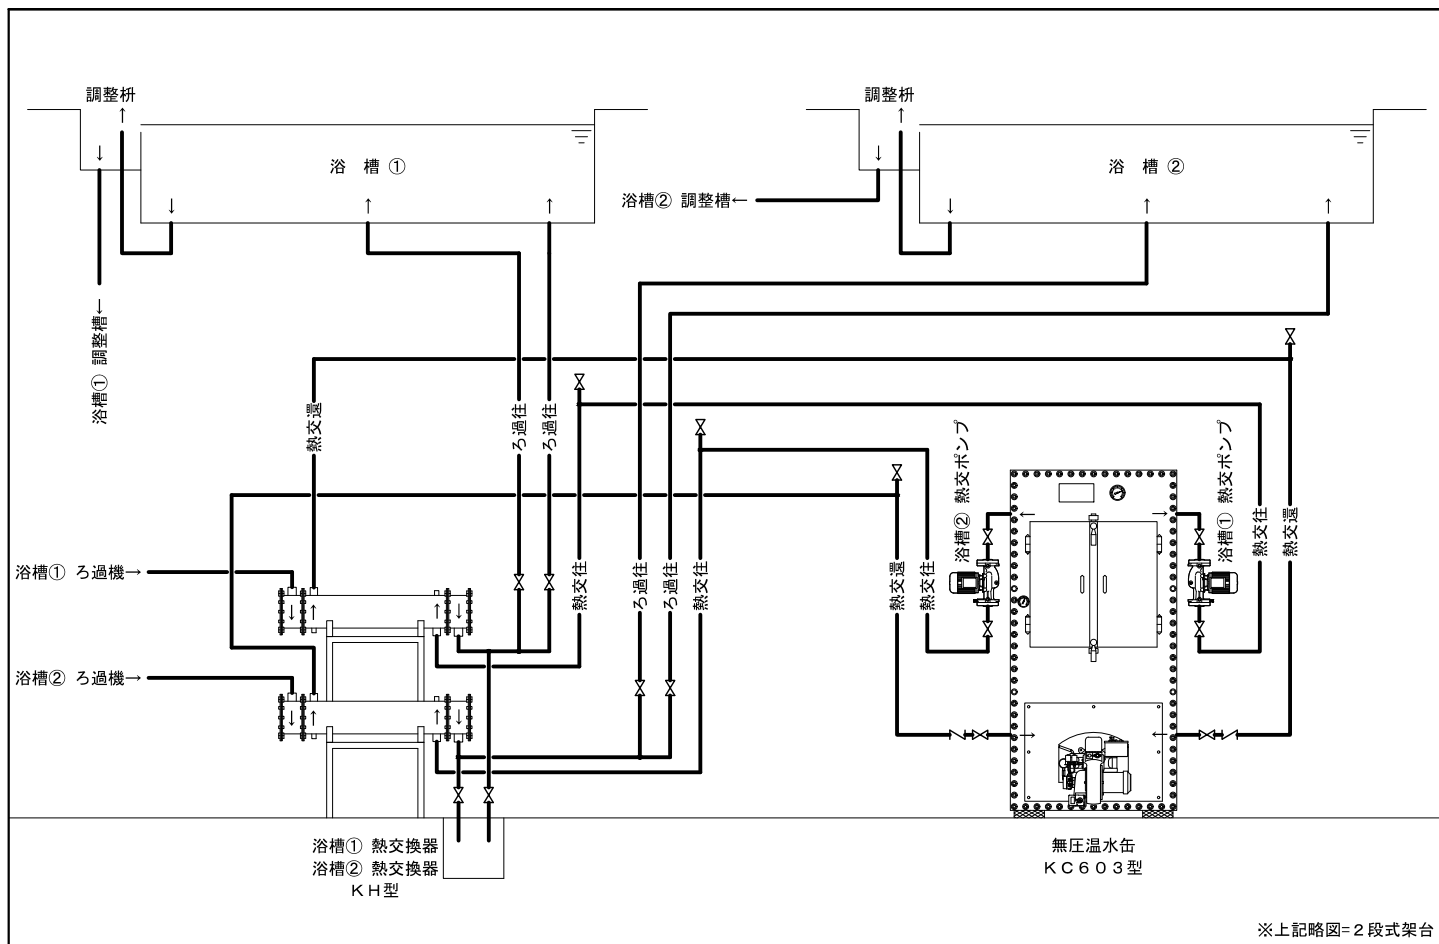 調整枡
調整枡
浴 槽 ①
浴 槽 ②
浴槽② 調整槽←
浴槽① 調整槽←
熱交還
ろ過往
ろ過往
浴槽② 熱交ポンプ
浴槽① 熱交ポンプ
熱交往
熱交還
浴槽① ろ過機→
熱交往
ろ過往
ろ過往
熱交往
熱交還
熱交往
浴槽② ろ過機→
浴槽① 熱交換器
浴槽② 熱交換器
ＫＨ型
無圧温水缶
ＫＣ６０３型
※上記略図=２段式架台